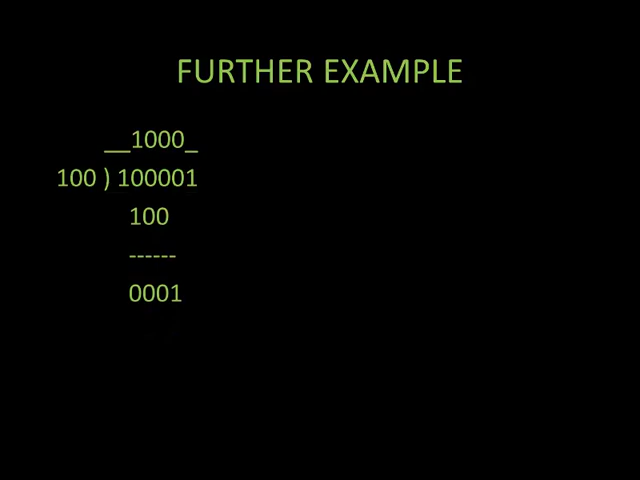 FURTHER EXAMPLE
__1000_
100 ) 100001
100
------
0001